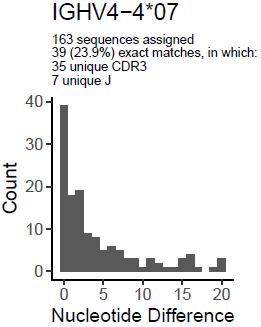 IGHV4−4*07
163 sequences assigned
39 (23.9%) exact matches, in which:
35 unique CDR3
7 unique J
40
30
20
10
0
Count
0 5 10 15 20
Nucleotide Difference